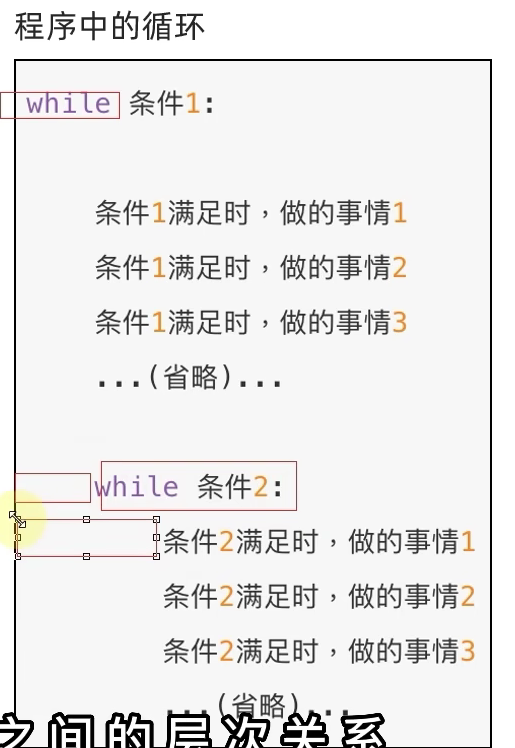 程序中的循环
while 条件1:
条件1满足时，做的事情1
条件1满足时，做的事情2
条件1满足时，做的事情3
...(省略)...
while 条件2:
条件2满足时，做的事情1
条件2满足时，做的事情2
条件2满足时，做的事情3
...(省略)...
之间的层次关系